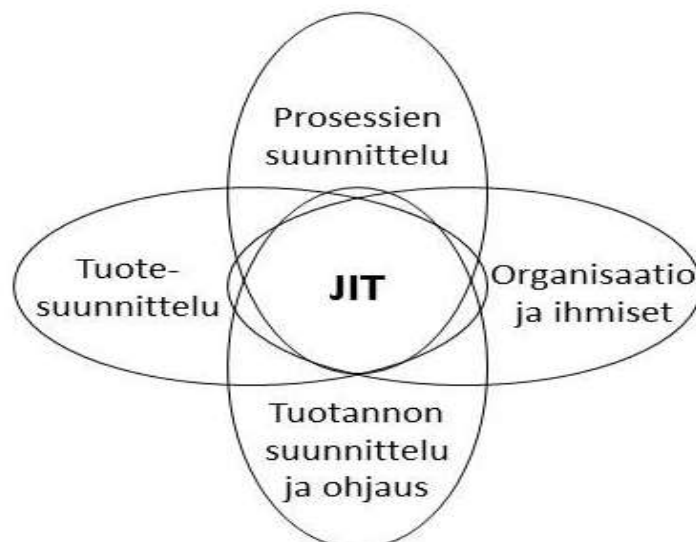 Prosessien
suunnittelu
Tuote-
suunnittelu
JIT
Organisaatio
ja ihmiset
Tuotannon
suunnittelu
ja ohjaus